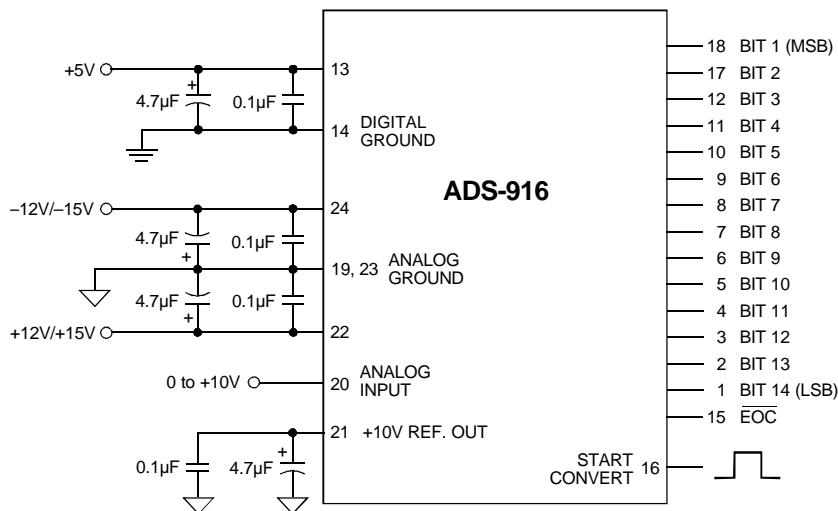 +5V
4.7µF
+
0.1µF
13
14 DIGITAL
GROUND
–12V/–15V
4.7µF
+
0.1µF
24
19, 23 ANALOG
GROUND
4.7µF
+
0.1µF
+12V/+15V
22
0 to +10V
20 ANALOG
INPUT
21 +10V REF. OUT
0.1µF
4.7µF
+
ADS-916
18 BIT 1 (MSB)
17 BIT 2
12 BIT 3
11 BIT 4
10 BIT 5
9 BIT 6
8 BIT 7
7 BIT 8
6 BIT 9
5 BIT 10
4 BIT 11
3 BIT 12
2 BIT 13
1 BIT 14 (LSB)
15 E̅O̅C̅
START
CONVERT 16